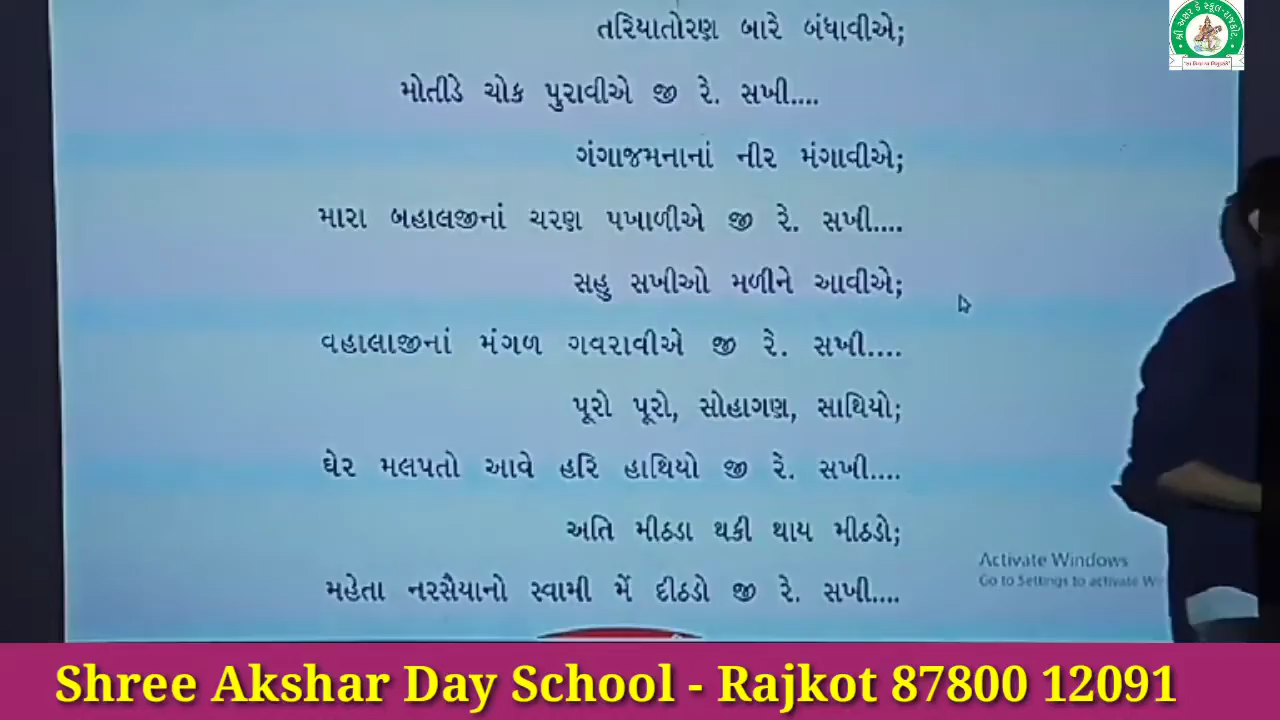 તરિયાતોરણ બારે બંધાવીએ;
મોતીડે ચોક પુરાવીએ જી રે. સખી....
ગંગાજમનાનાં નીર મંગાવીએ;
મારા બહાલજીનાં ચરણ પખાળીએ જી રે. સખી....
સહુ સખીઓ મળીને આવીએ;
વહાલાજીનાં મંગળ ગવરાવીએ જી રે. સખી....
પૂરો પૂરો, સોહાગણ, સાથિયો;
ઘેર મલપતો આવે હરિ હાથિયો જી રે. સખી....
અતિ મીઠડા થકી થાય મીઠડો;
મહેતા નરસૈયાનો સ્વામી મેં દીઠડો જી રે. સખી....
Activate Windows
Go to Settings to activate
Shree Akshar Day School - Rajkot 87800 12091